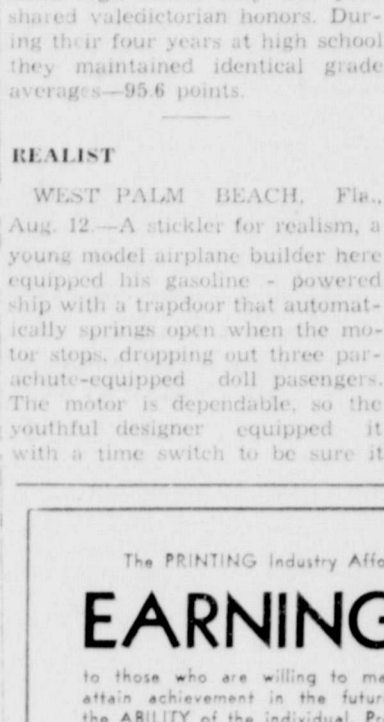 shared valedictorian honors. Dur-
ing their four years at high school
they maintained identical grade
averages—95.6 points.
REALIST
WEST PALM BEACH, Fla.,
Aug. 12.—A stickler for realism, a
young model airplane builder here
equipped his gasoline - powered
ship with a trapdoor that automat-
ically springs open when the mo-
tor stops, dropping out three par-
achute-equipped doll pasengers.
The motor is dependable, so the
youthful designer equipped it
with a time switch to be sure it
The PRINTING Industry Affo
EARNING
to those who are willing to ma
attain achievement in the futur
the ABILITY of the individual. P